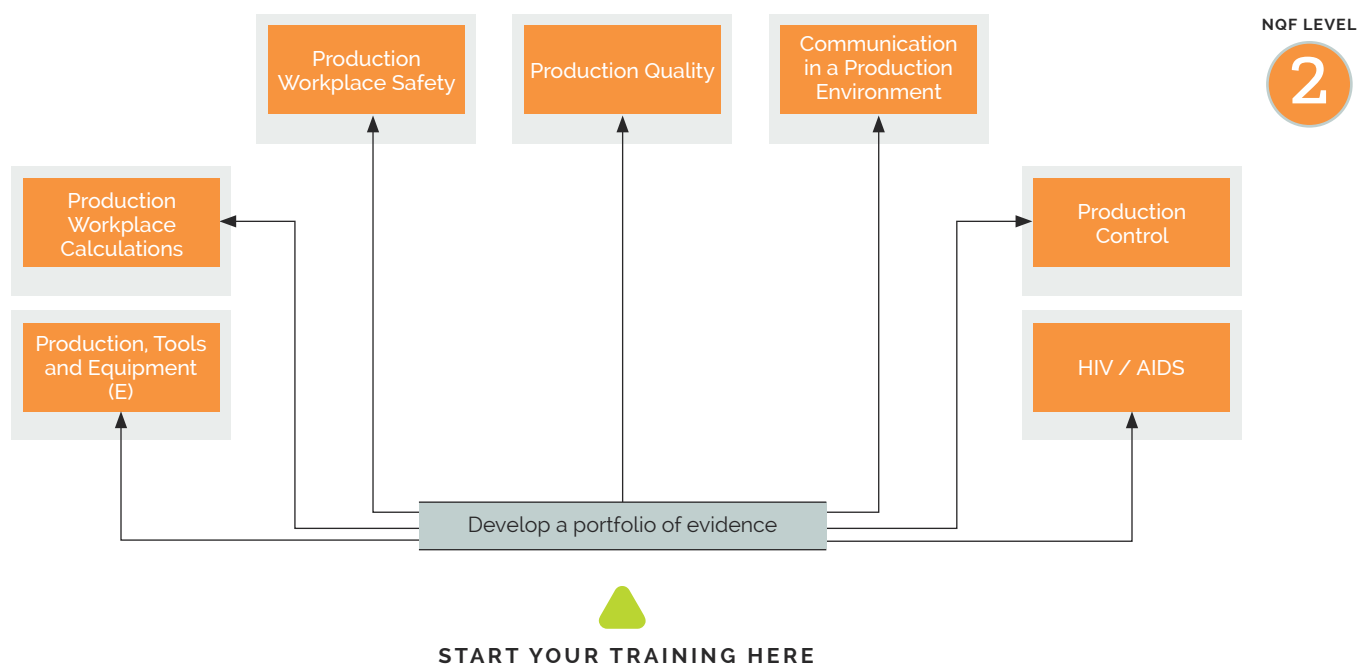 NQF LEVEL
2
Production
Workplace Safety
Production Quality
Communication
in a Production
Environment
Production
Workplace
Calculations
Production
Control
Production, Tools
and Equipment
(E)
HIV / AIDS
Develop a portfolio of evidence
START YOUR TRAINING HERE